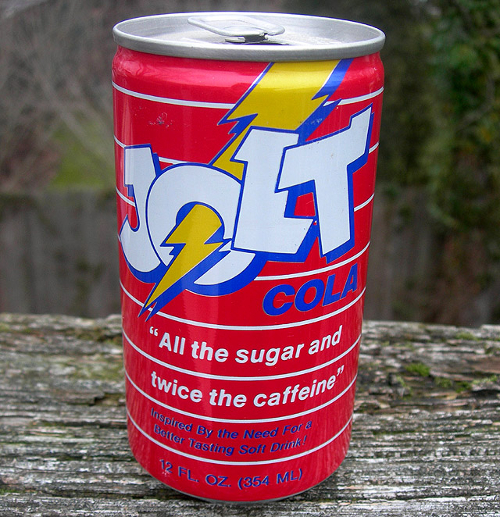 JOLT
COLA
“All the sugar and
twice the caffeine”
Inspired By the Need For a
Better Tasting Soft Drink!
12 FL. OZ. (354 ML)